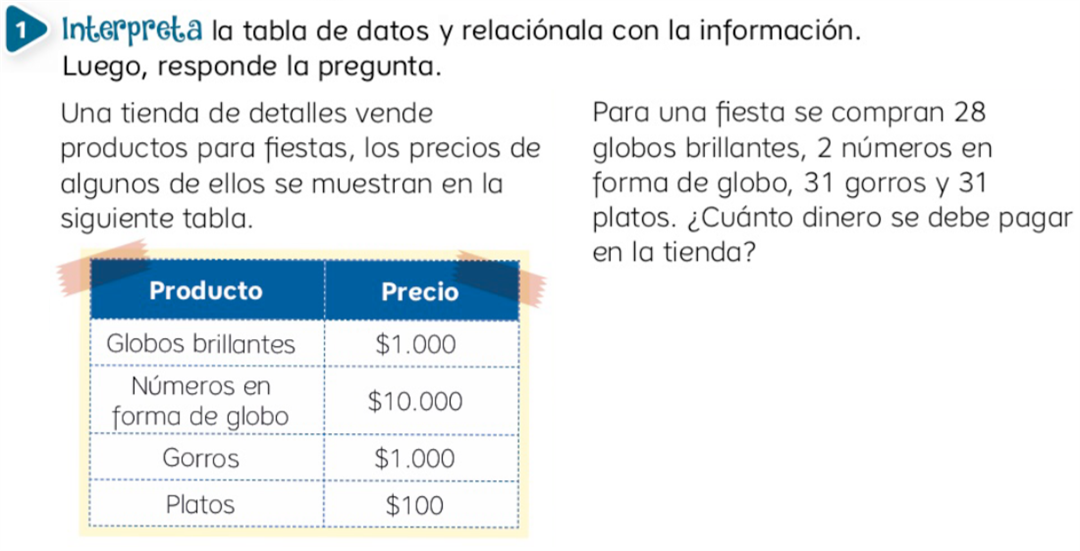 1 Interpreta la tabla de datos y relaciónala con la información.
Luego, responde la pregunta.
Una tienda de detalles vende
productos para fiestas, los precios de
algunos de ellos se muestran en la
siguiente tabla.
Producto Precio
Globos brillantes $1.000
Números en
forma de globo $10.000
Gorros $1.000
Platos $100
Para una fiesta se compran 28
globos brillantes, 2 números en
forma de globo, 31 gorros y 31
platos. ¿Cuánto dinero se debe pagar
en la tienda?